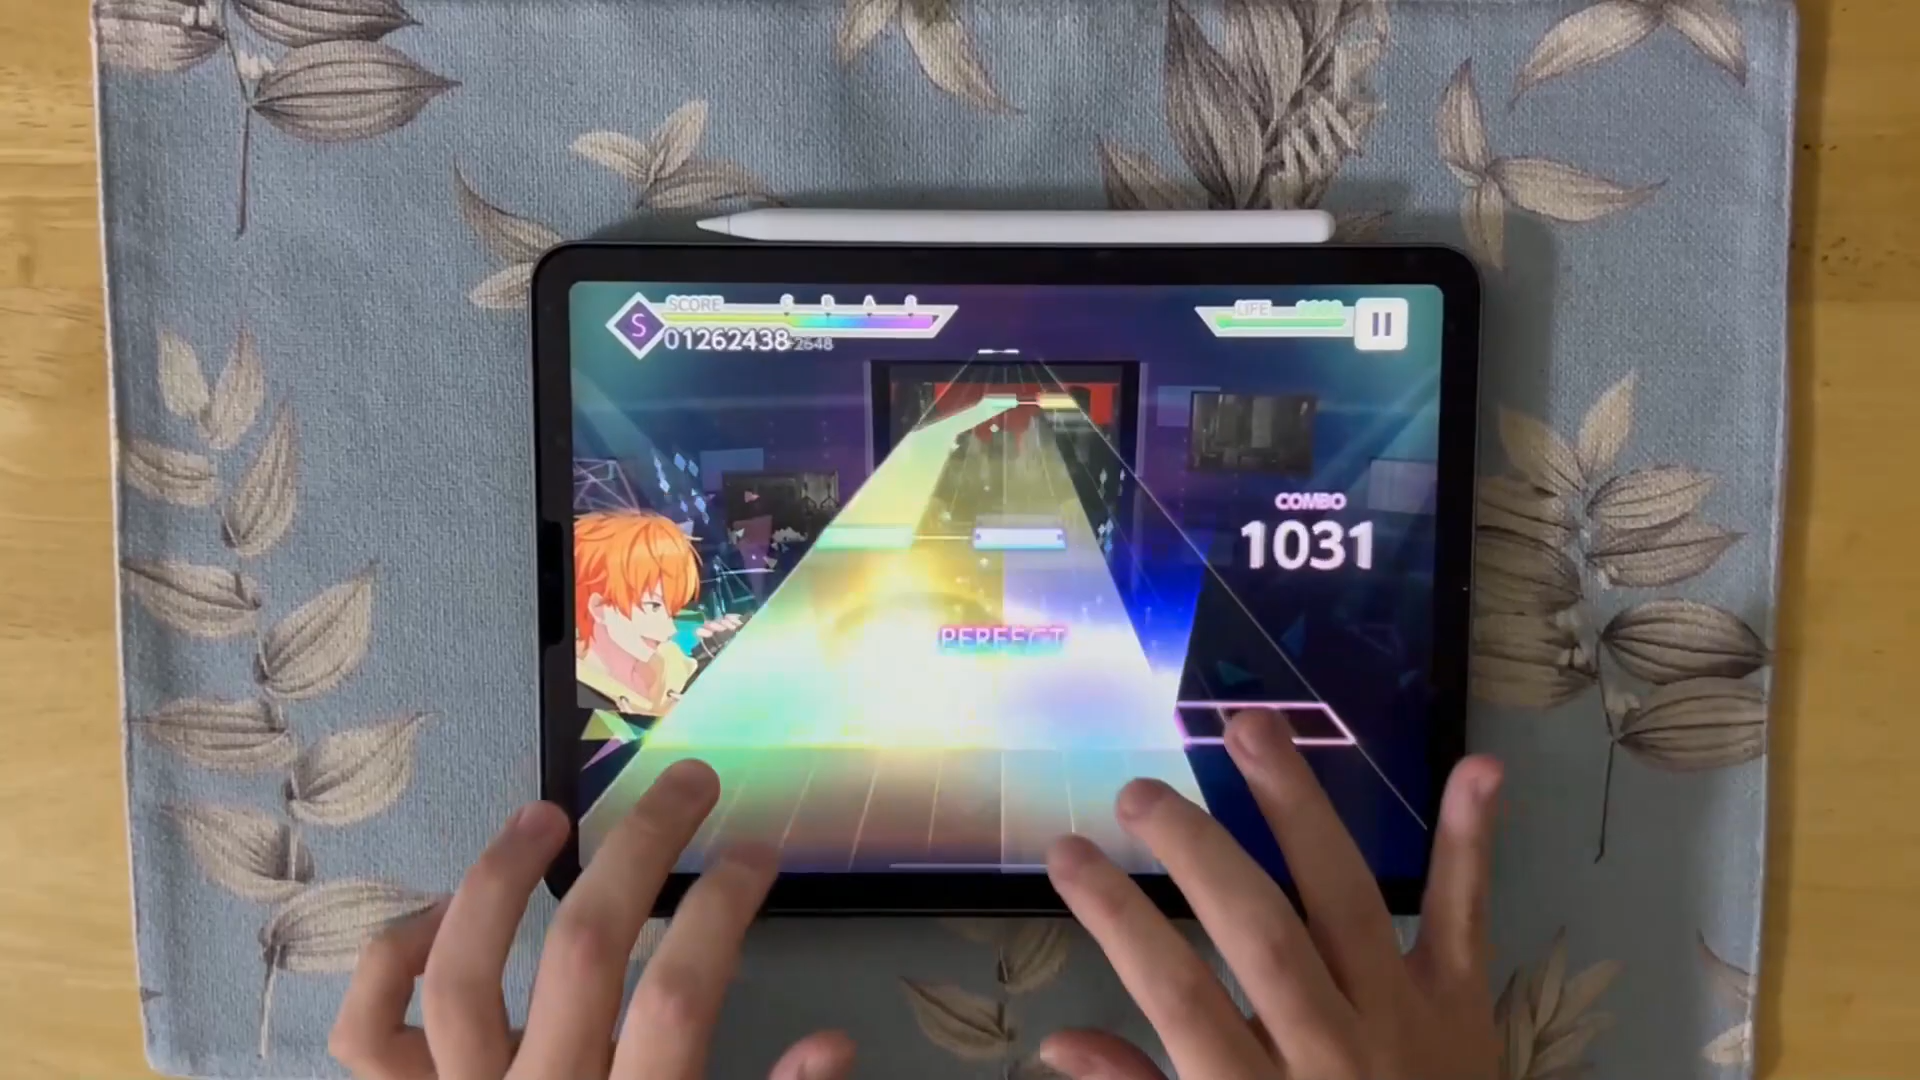 S
SCORE
C B A S
01262438
+2648
LIFE
COMBO
1031
PERFECT